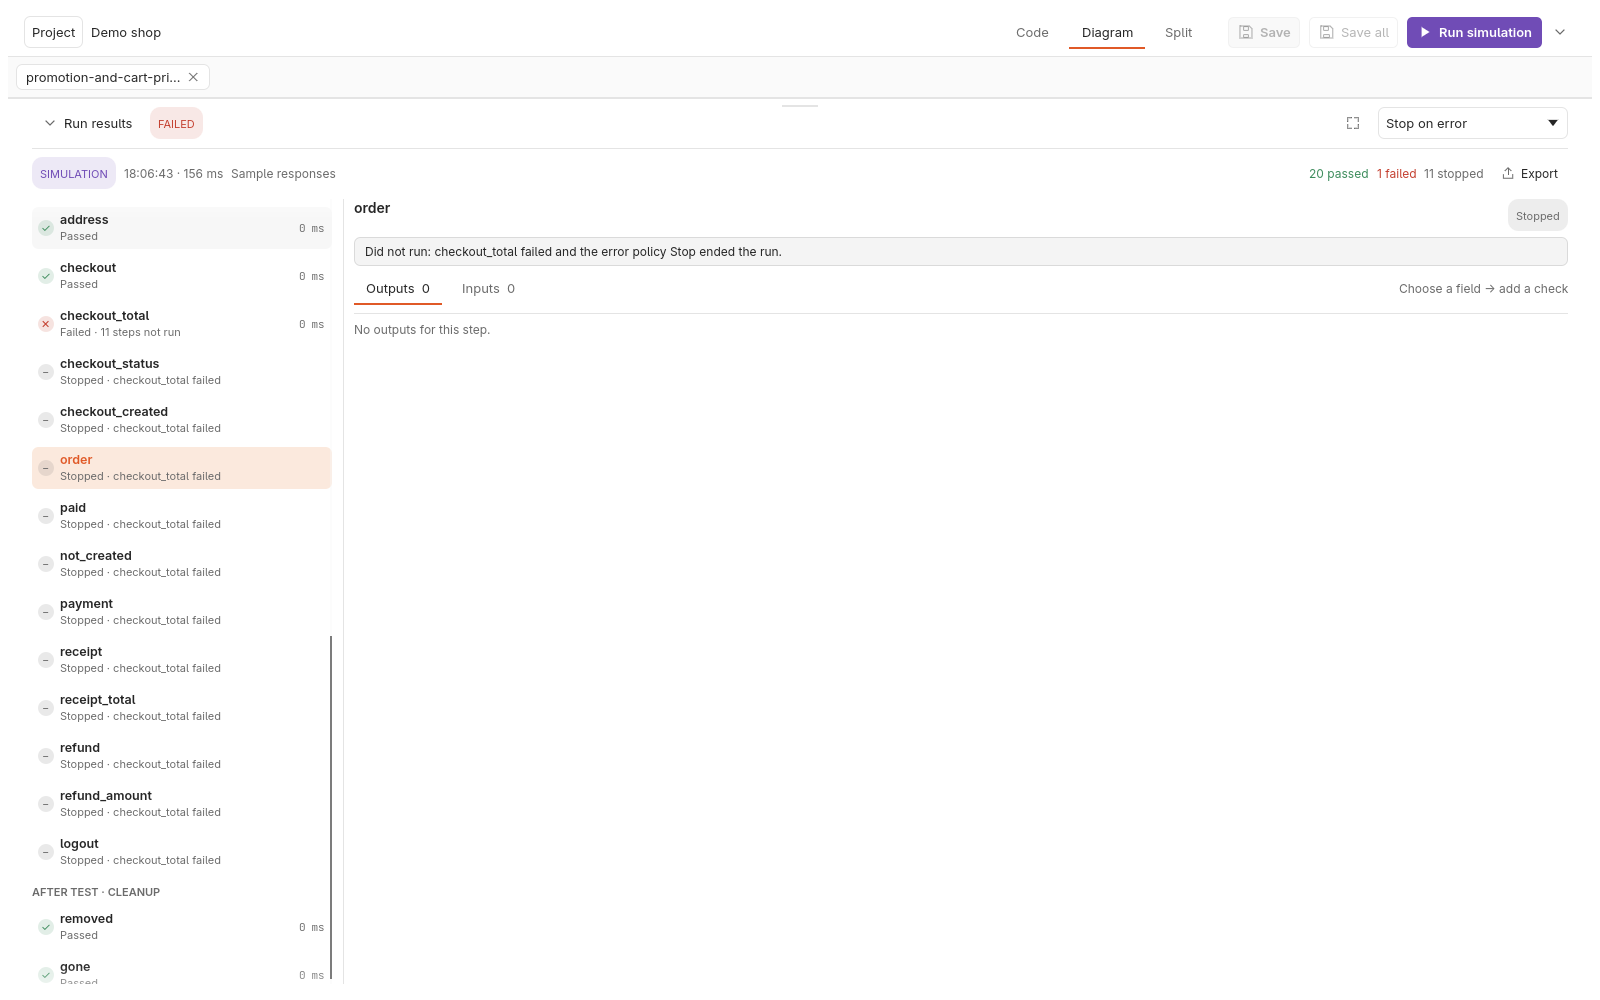 Project
Demo shop
Code
Diagram
Split
Save
Save all
Run simulation
promotion-and-cart-pri...
Run results
FAILED
Stop on error
SIMULATION
18:06:43 · 156 ms
Sample responses
20 passed
1 failed
11 stopped
Export
address
Passed
0 ms
checkout
Passed
0 ms
checkout_total
Failed · 11 steps not run
0 ms
checkout_status
Stopped · checkout_total failed
checkout_created
Stopped · checkout_total failed
order
Stopped · checkout_total failed
paid
Stopped · checkout_total failed
not_created
Stopped · checkout_total failed
payment
Stopped · checkout_total failed
receipt
Stopped · checkout_total failed
receipt_total
Stopped · checkout_total failed
refund
Stopped · checkout_total failed
refund_amount
Stopped · checkout_total failed
logout
Stopped · checkout_total failed
AFTER TEST · CLEANUP
removed
Passed
0 ms
gone
Passed
0 ms
order
Stopped
Did not run: checkout_total failed and the error policy Stop ended the run.
Outputs 0
Inputs 0
Choose a field → add a check
No outputs for this step.